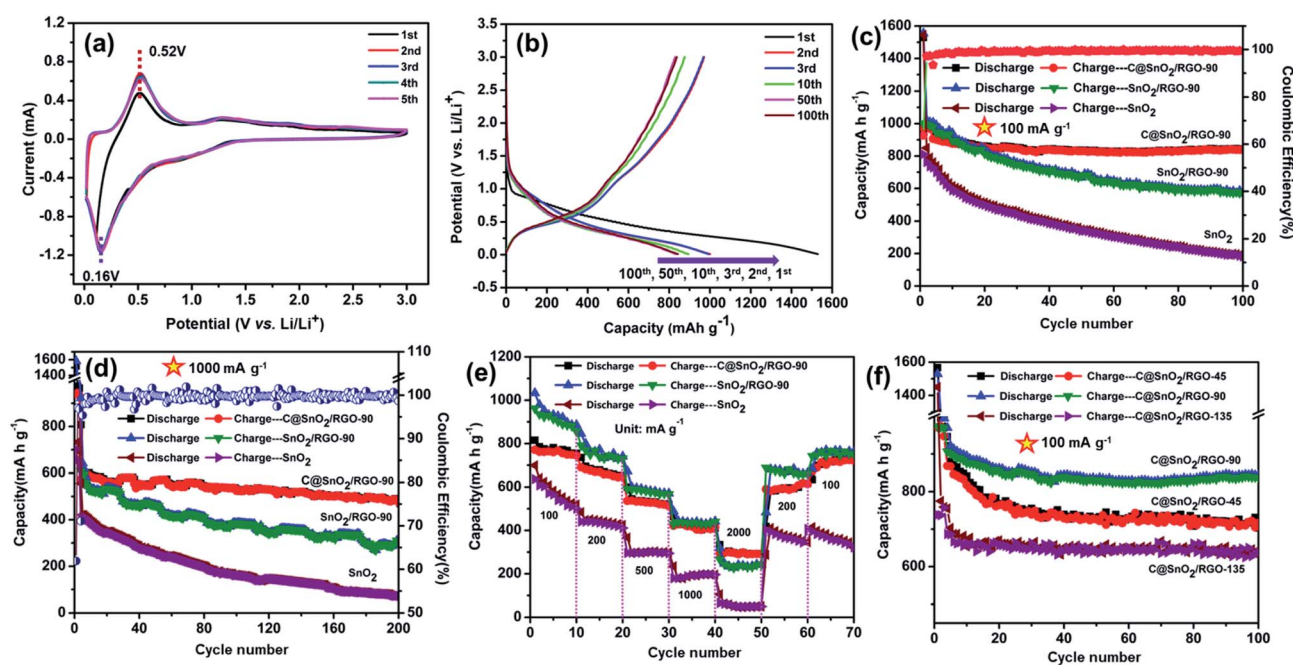 (a)
0.52V
1st
2nd
3rd
4th
5th
0.16V
Current (mA)
1.2
0.8
0.4
0.0
-0.4
-0.8
-1.2
0.0 0.5 1.0 1.5 2.0 2.5 3.0
Potential (V vs. Li/Li⁺)
(b)
1st
2nd
3rd
10th
50th
100th
Potential (V vs. Li/Li⁺)
3.5
3.0
2.5
2.0
1.5
1.0
0.5
0.0
-0.5
100th, 50th, 10th, 3rd, 2nd, 1st
0 200 400 600 800 1000 1200 1400 1600
Capacity (mAh g⁻¹)
(c)
Discharge Charge---C@SnO₂/RGO-90
Discharge Charge---SnO₂/RGO-90
Discharge Charge---SnO₂
100 mA g⁻¹
C@SnO₂/RGO-90
SnO₂/RGO-90
SnO₂
Capacity(mAh g⁻¹)
1600
1400
1200
1000
800
600
400
200
0
Coulombic Efficiency(%)
100
80
60
40
20
0
0 20 40 60 80 100
Cycle number
(d)
1000 mA g⁻¹
Discharge Charge---C@SnO₂/RGO-90
Discharge Charge---SnO₂/RGO-90
Discharge Charge---SnO₂
C@SnO₂/RGO-90
SnO₂/RGO-90
SnO₂
Capacity(mA h g⁻¹)
1600
1400
800
600
400
200
0
Coulombic Efficiency(%)
110
105
100
95
90
85
80
75
70
65
60
55
50
0 40 80 120 160 200
Cycle number
(e)
Discharge Charge---C@SnO₂/RGO-90
Discharge Charge---SnO₂/RGO-90
Discharge Charge---SnO₂
Unit: mA g⁻¹
100
200
500
1000
2000
200
100
Capacity(mA h g⁻¹)
1200
1000
800
600
400
200
0
0 10 20 30 40 50 60 70
Cycle number
(f)
Discharge Charge---C@SnO₂/RGO-45
Discharge Charge---C@SnO₂/RGO-90
Discharge Charge---C@SnO₂/RGO-135
100 mA g⁻¹
C@SnO₂/RGO-90
C@SnO₂/RGO-45
C@SnO₂/RGO-135
Capacity(mA h g⁻¹)
1600
1400
800
600
0 20 40 60 80 100
Cycle number